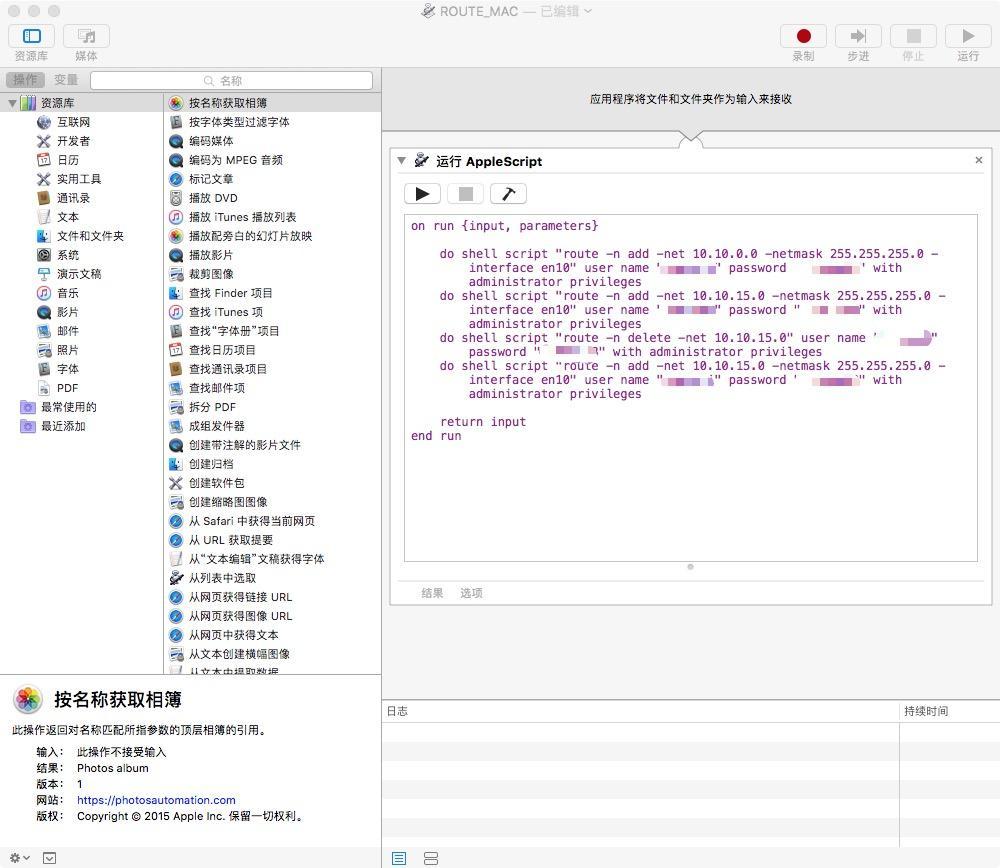 ROUTE_MAC — 已编辑
资源库 媒体 录制 步进 停止 运行
操作 变量 名称
资源库
互联网
开发者
日历
实用工具
通讯录
文本
文件和文件夹
系统
演示文稿
音乐
影片
邮件
照片
字体
PDF
最常使用的
最近添加
按名称获取相簿
按字体类型过滤字体
编码媒体
编码为 MPEG 音频
标记文章
播放 DVD
播放 iTunes 播放列表
播放配旁白的幻灯片放映
播放影片
裁剪图像
查找 Finder 项目
查找 iTunes 项
查找“字体册”项目
查找日历项目
查找通讯录项目
查找邮件项
拆分 PDF
成组发件器
创建带注解的影片文件
创建归档
创建软件包
创建缩略图图像
从 Safari 中获得当前网页
从 URL 获取提要
从“文本编辑”文稿获得字体
从列表中选取
从网页获得链接 URL
从网页获得图像 URL
从网页中获得文本
从文本创建横幅图像
从文本中提取数据
按名称获取相簿
此操作返回对名称匹配所指参数的顶层相簿的引用。
输入： 此操作不接受输入
结果： Photos album
版本： 1
网站： https://photosautomation.com
版权： Copyright © 2015 Apple Inc. 保留一切权利。
应用程序将文件和文件夹作为输入来接收
运行 AppleScript
on run {input, parameters}
do shell script "route -n add -net 10.10.0.0 -netmask 255.255.255.0 -
interface en10" user name ' ' password ' with
administrator privileges
do shell script "route -n add -net 10.10.15.0 -netmask 255.255.255.0 -
interface en10" user name ' " password " " with
administrator privileges
do shell script "route -n delete -net 10.10.15.0" user name ' "
password " " with administrator privileges
do shell script "route -n add -net 10.10.15.0 -netmask 255.255.255.0 -
interface en10" user name " " password ' " with
administrator privileges
return input
end run
结果 选项
日志 持续时间